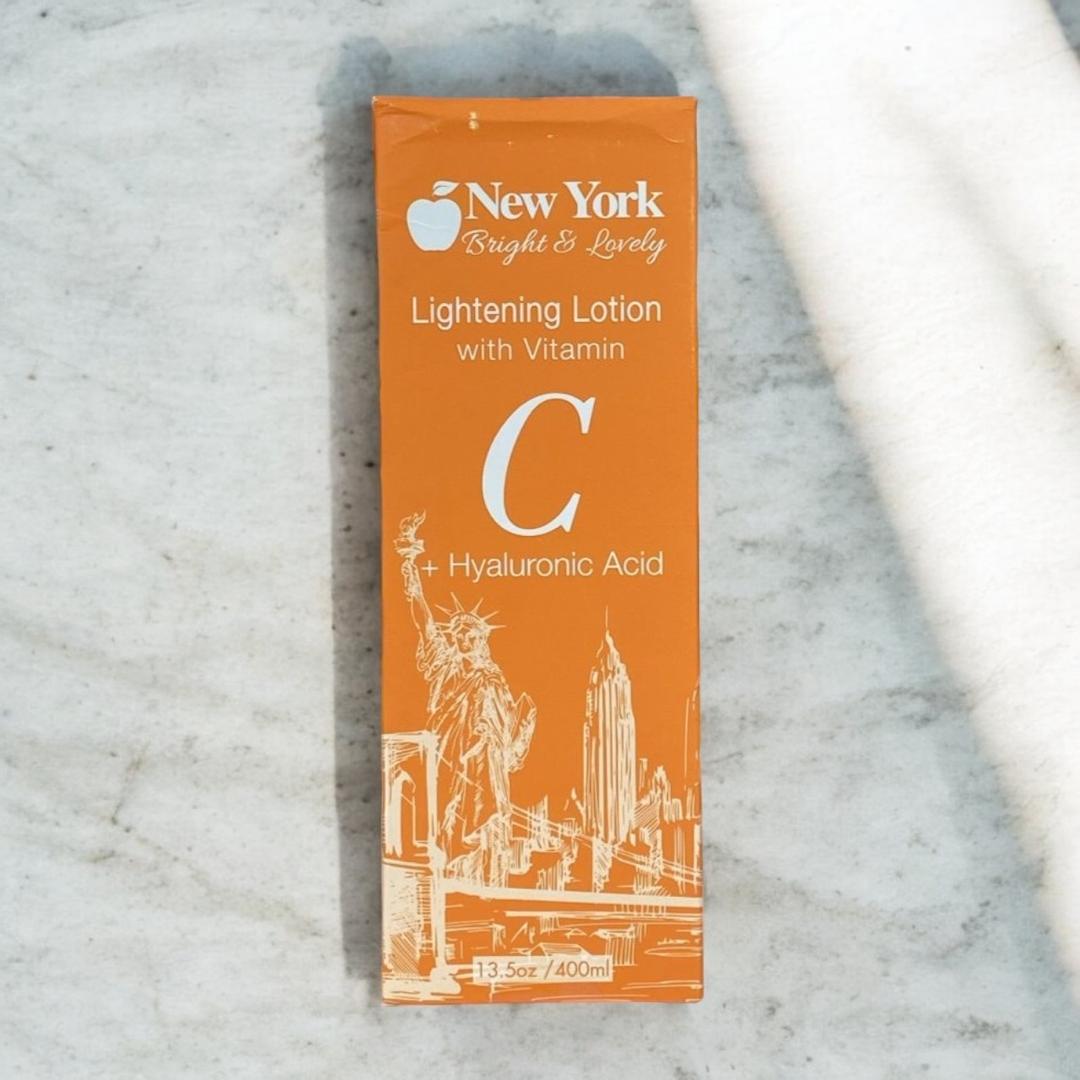 New York
Bright & Lovely
Lightening Lotion
with Vitamin
C
+ Hyaluronic Acid
13.5oz /400ml